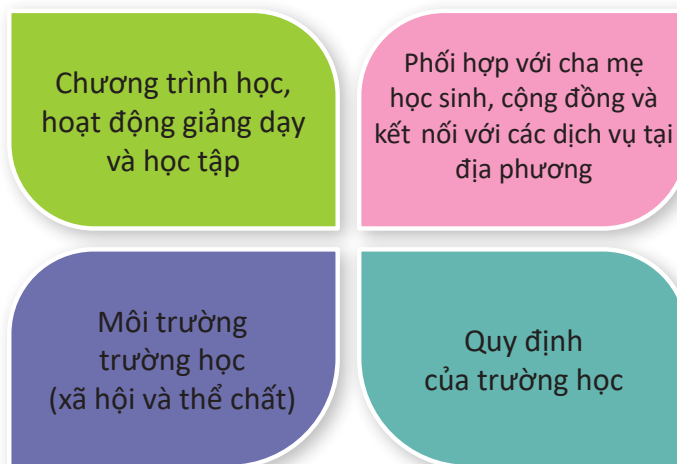 Chương trình học,
hoạt động giảng dạy
và học tập
Phối hợp với cha mẹ
học sinh, cộng đồng và
kết nối với các dịch vụ tại
địa phương
Môi trường
trường học
(xã hội và thể chất)
Quy định
của trường học